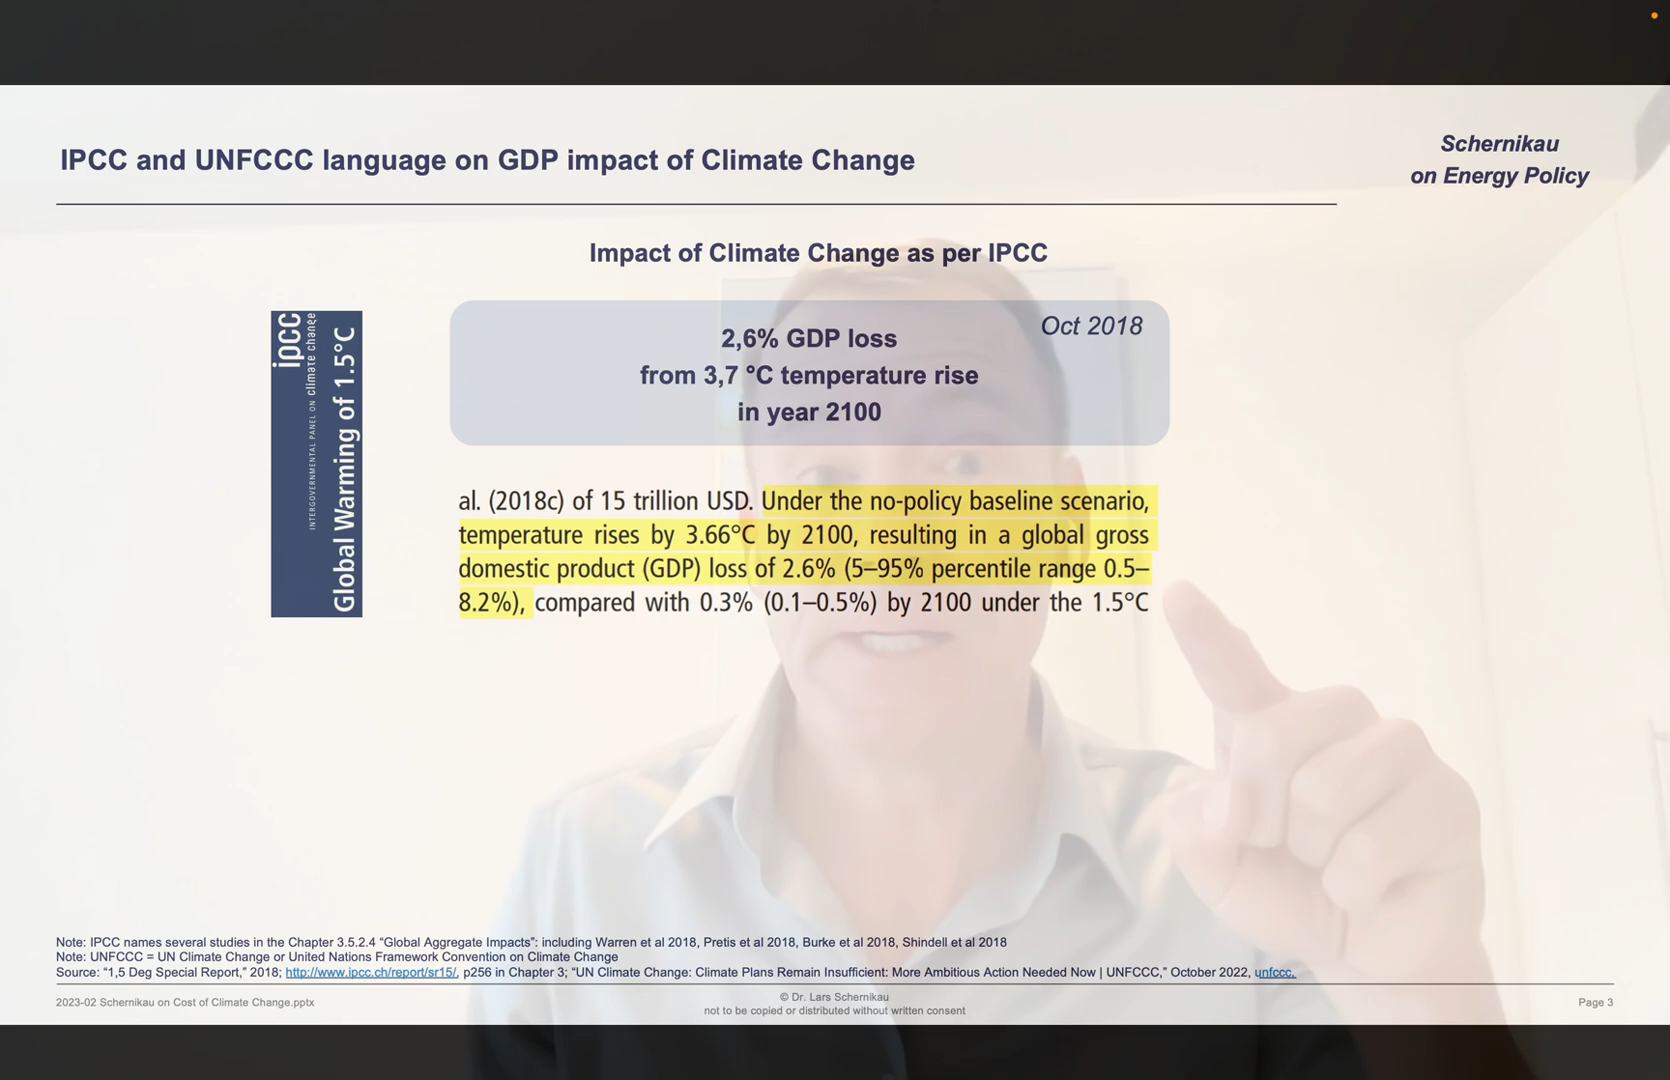 IPCC and UNFCCC language on GDP impact of Climate Change
Schernikau
on Energy Policy
Impact of Climate Change as per IPCC
ipcc
INTERGOVERNMENTAL PANEL ON climate change
Global Warming of 1.5°C
Oct 2018
2,6% GDP loss
from 3,7 °C temperature rise
in year 2100
al. (2018c) of 15 trillion USD. Under the no-policy baseline scenario,
temperature rises by 3.66°C by 2100, resulting in a global gross
domestic product (GDP) loss of 2.6% (5–95% percentile range 0.5–
8.2%), compared with 0.3% (0.1–0.5%) by 2100 under the 1.5°C
Note: IPCC names several studies in the Chapter 3.5.2.4 “Global Aggregate Impacts”: including Warren et al 2018, Pretis et al 2018, Burke et al 2018, Shindell et al 2018
Note: UNFCCC = UN Climate Change or United Nations Framework Convention on Climate Change
Source: “1,5 Deg Special Report,” 2018; http://www.ipcc.ch/report/sr15/, p256 in Chapter 3; “UN Climate Change: Climate Plans Remain Insufficient: More Ambitious Action Needed Now | UNFCCC,” October 2022, unfccc.
2023-02 Schernikau on Cost of Climate Change.pptx
© Dr. Lars Schernikau
not to be copied or distributed without written consent
Page 3